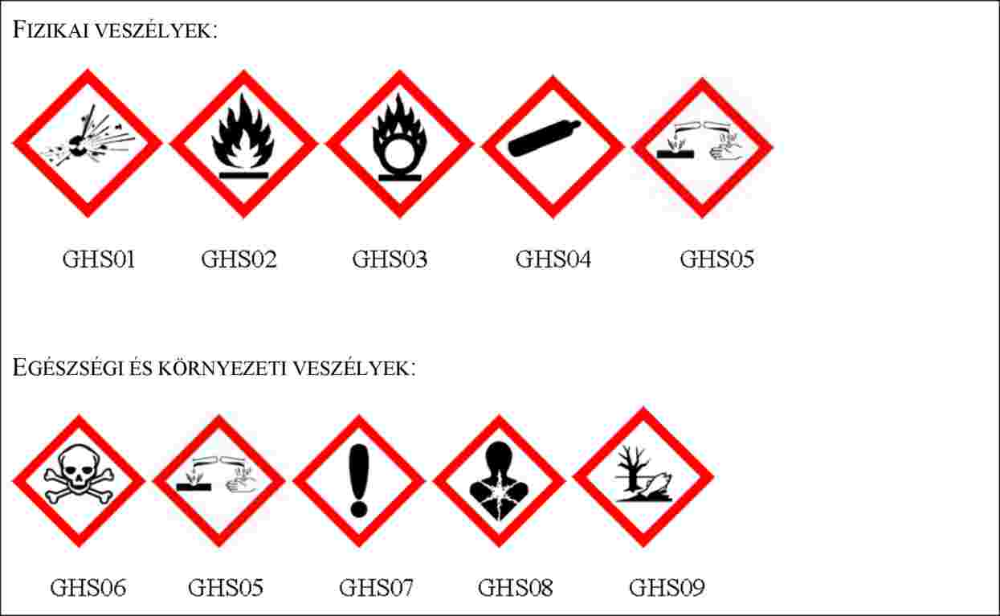 FIZIKAI VESZÉLYEK:
GHS01 GHS02 GHS03 GHS04 GHS05
EGÉSZSÉGI ÉS KÖRNYEZETI VESZÉLYEK:
GHS06 GHS05 GHS07 GHS08 GHS09